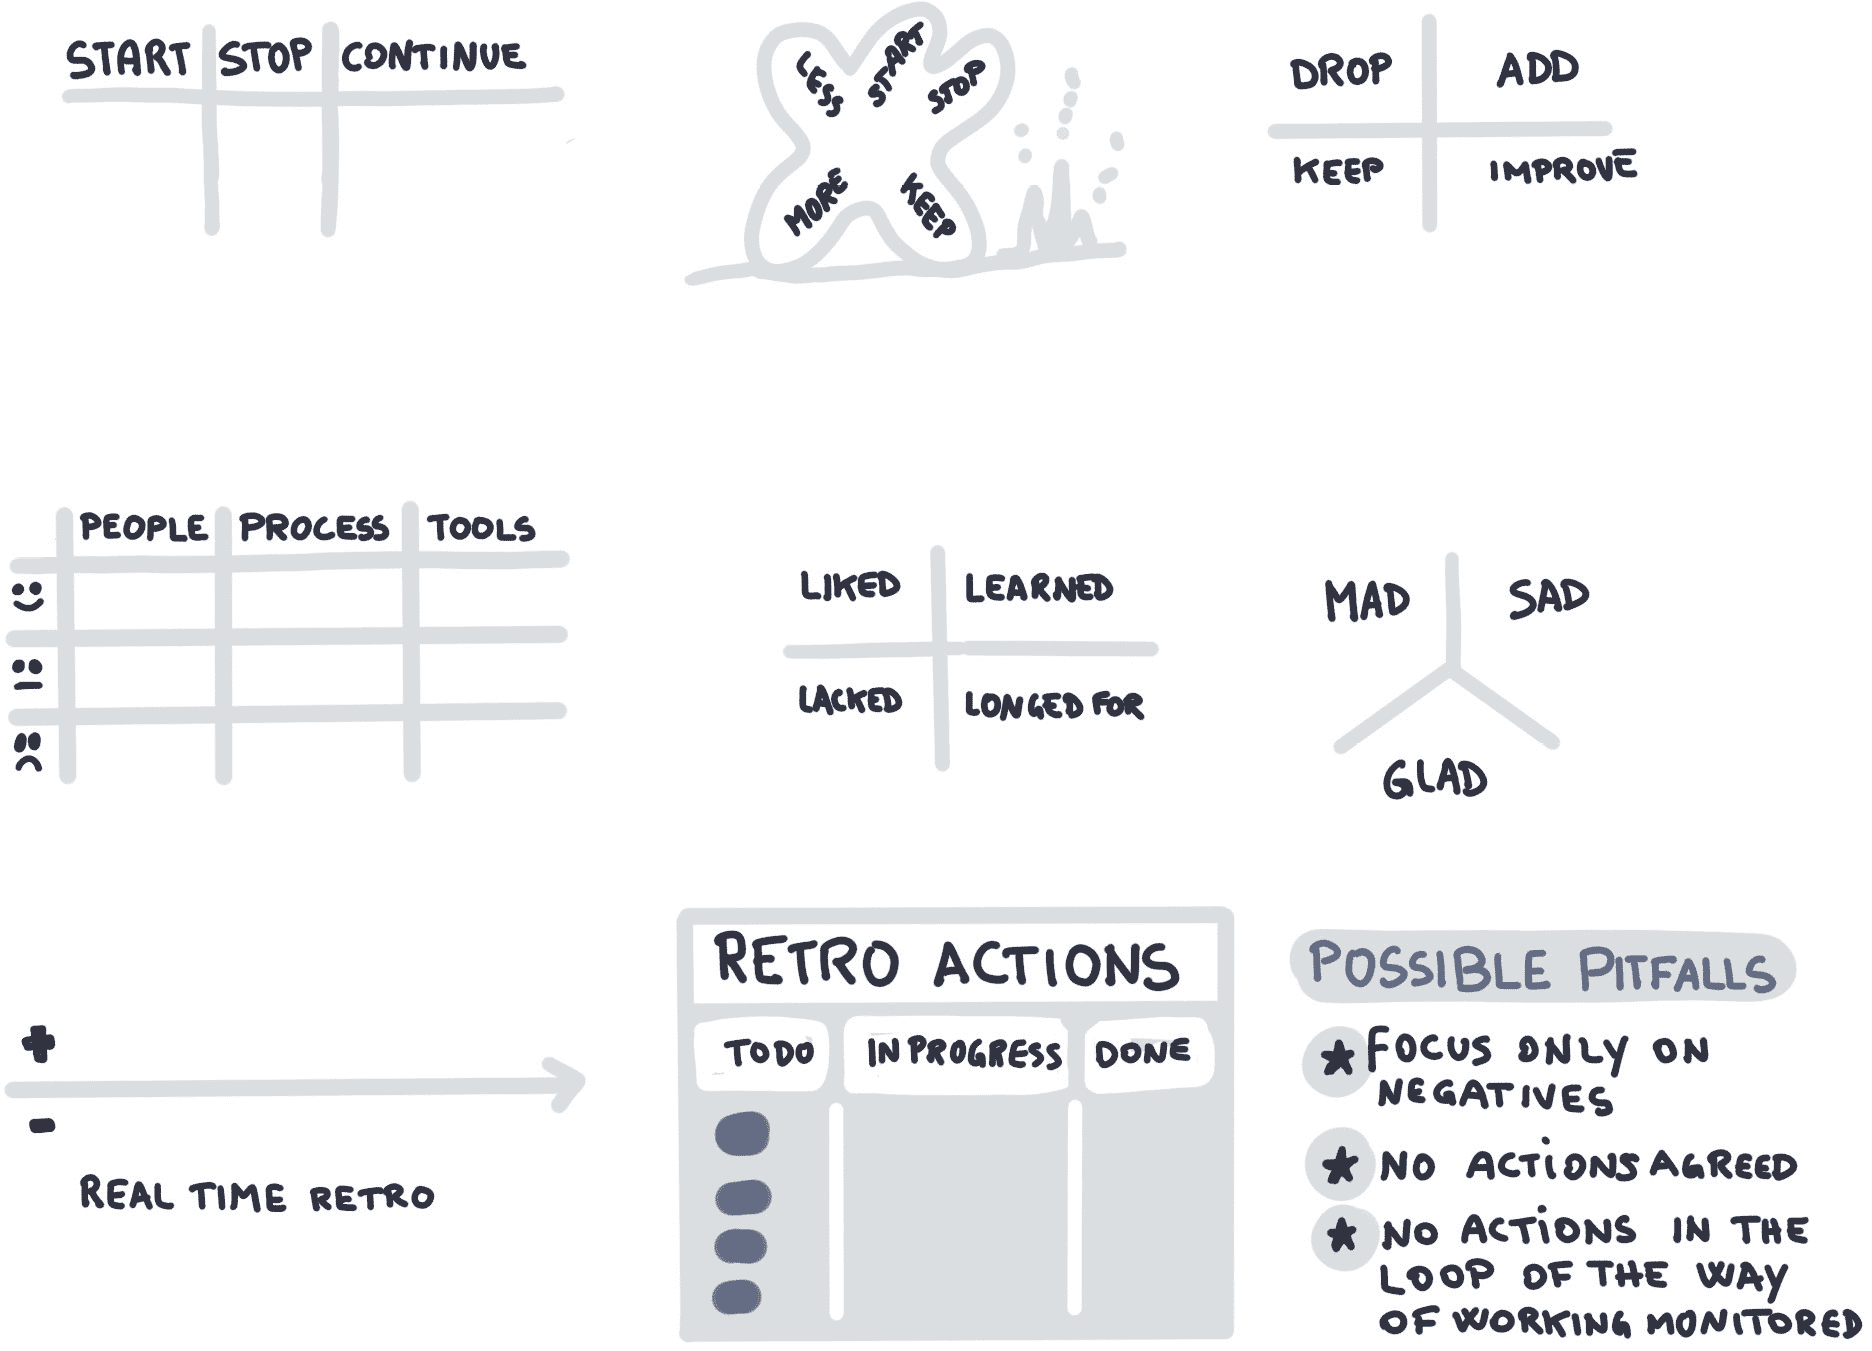 START STOP CONTINUE
LESS
START
STOP
MORE
KEEP
DROP ADD
KEEP IMPROVE
PEOPLE PROCESS TOOLS
LIKED LEARNED
LACKED LONGED FOR
MAD SAD
GLAD
+
-
REAL TIME RETRO
RETRO ACTIONS
TODO IN PROGRESS DONE
POSSIBLE PITFALLS
FOCUS ONLY ON
NEGATIVES
NO ACTIONS AGREED
NO ACTIONS IN THE
LOOP OF THE WAY
OF WORKING MONITORED